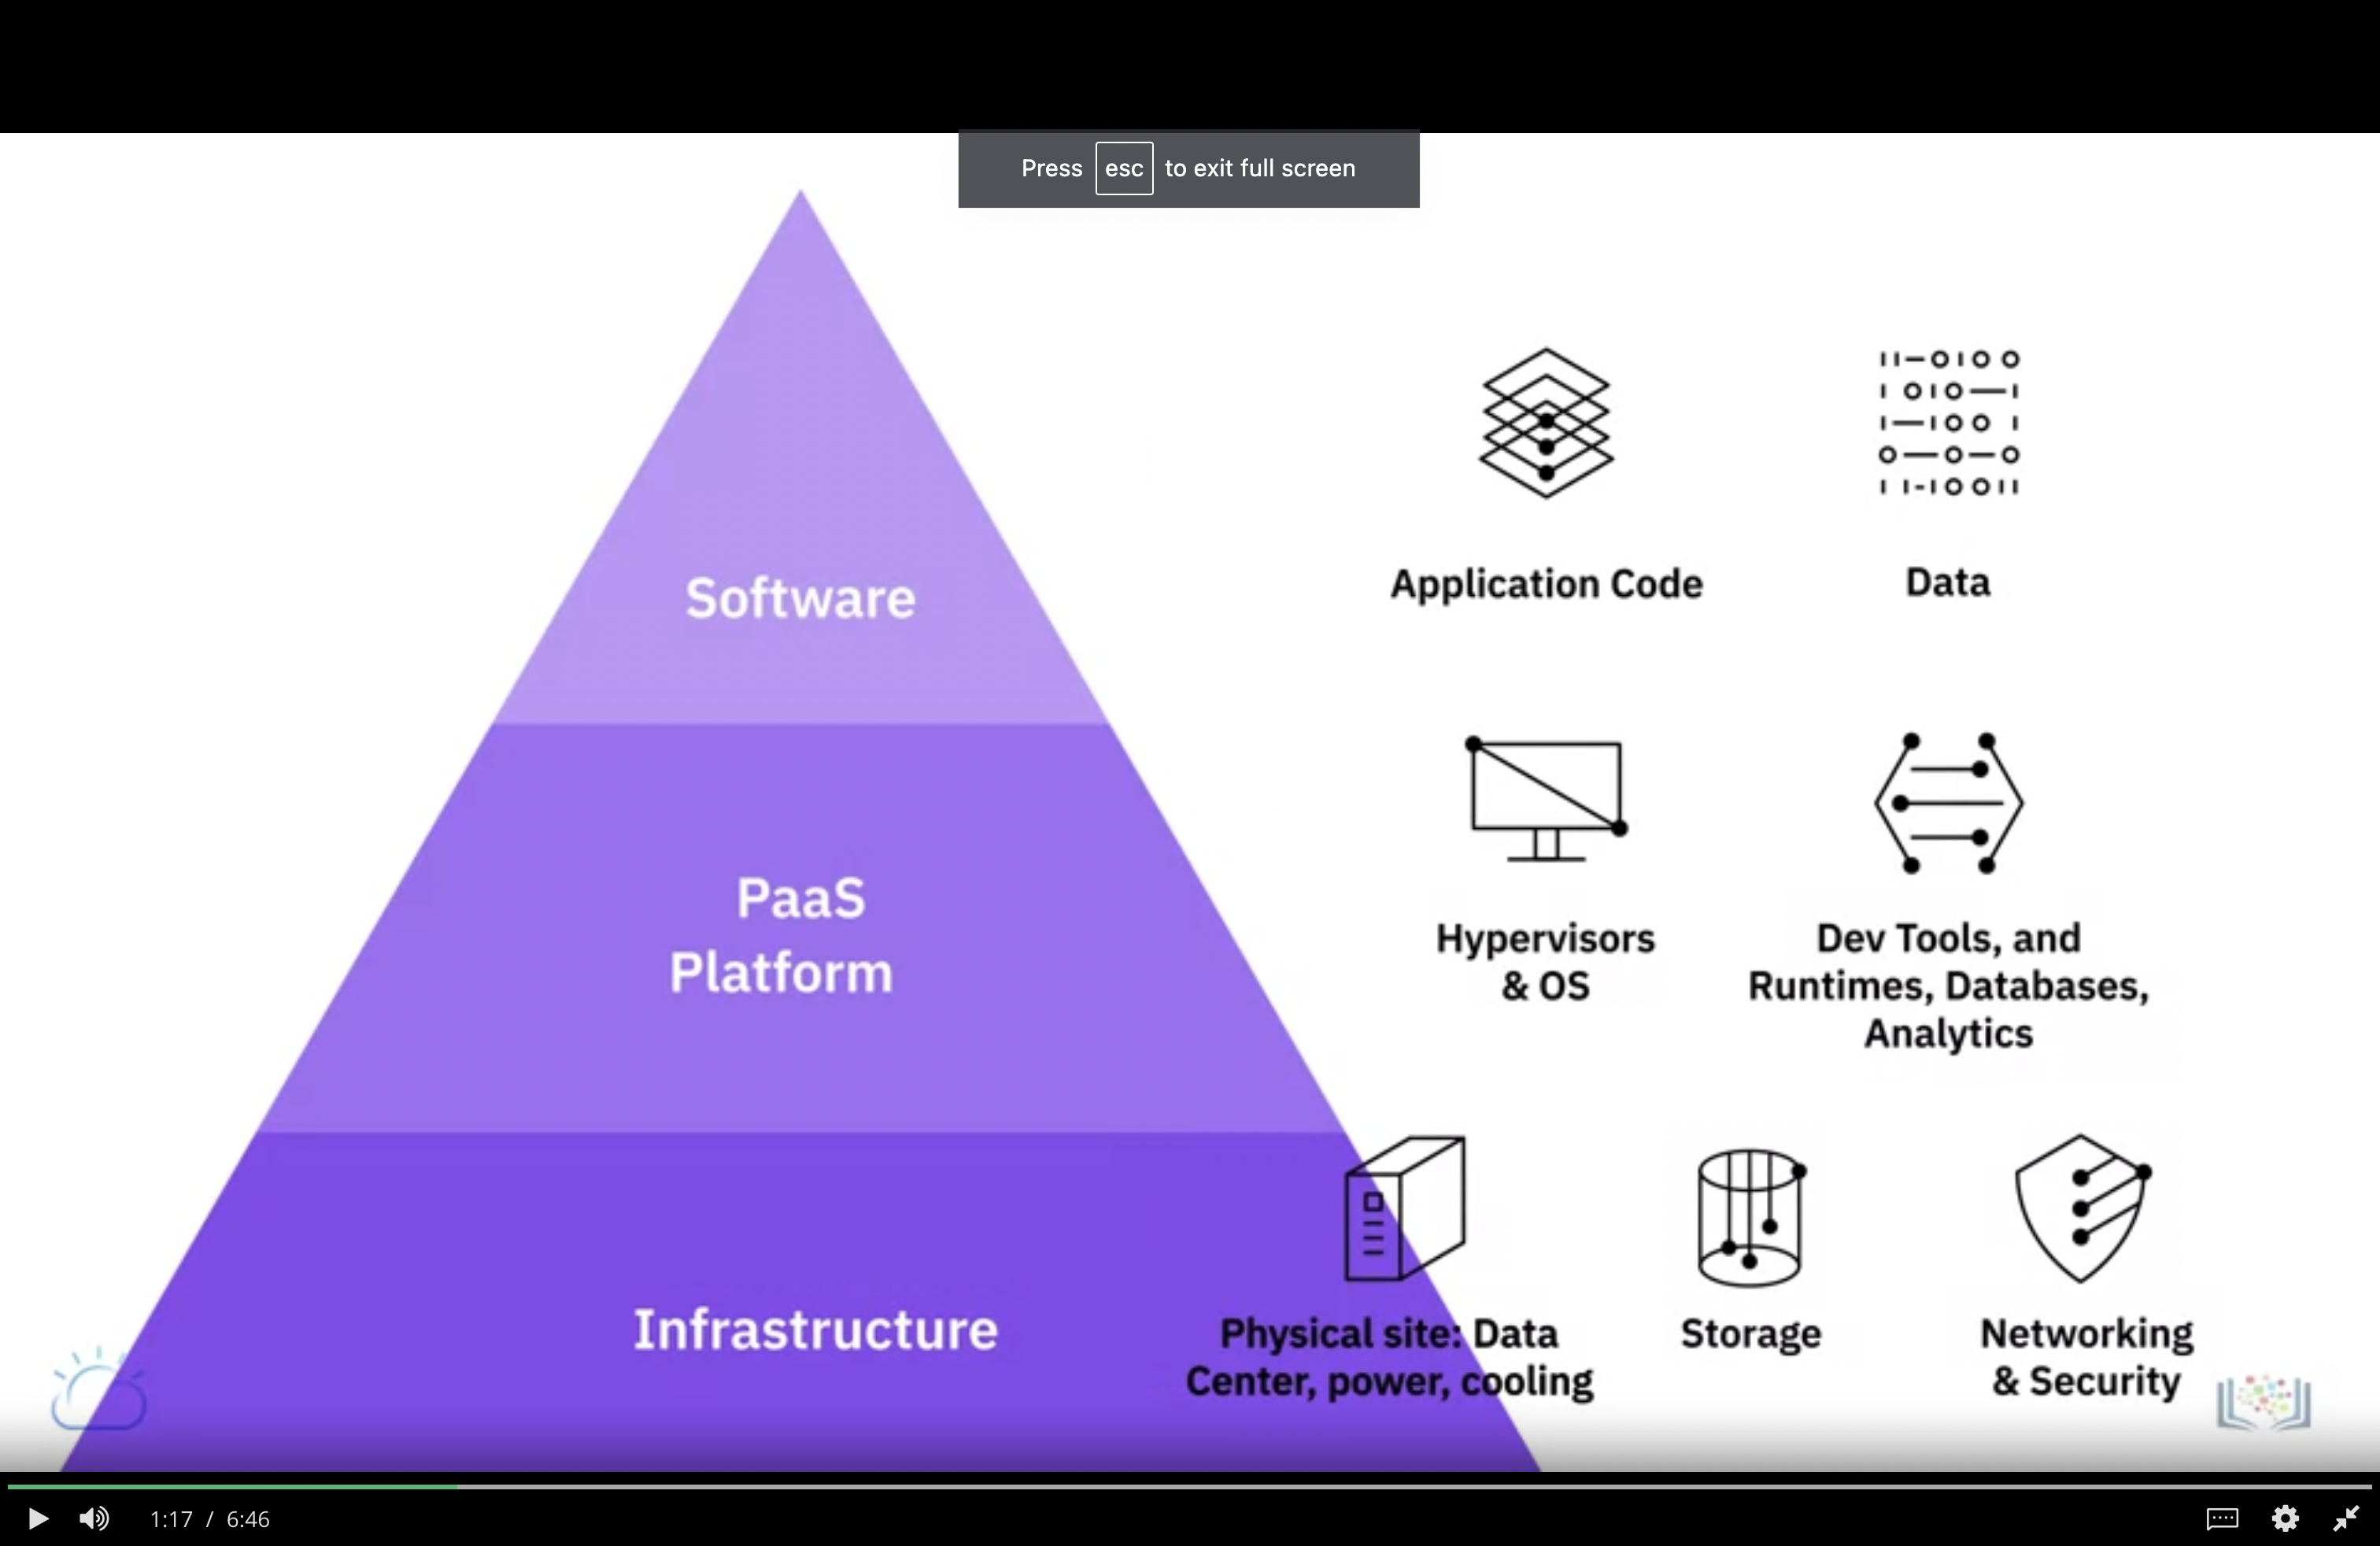 Press esc to exit full screen
Software
Application Code
Data
PaaS
Platform
Hypervisors
& OS
Dev Tools, and
Runtimes, Databases,
Analytics
Infrastructure
Physical site: Data
Center, power, cooling
Storage
Networking
& Security
1:17 / 6:46